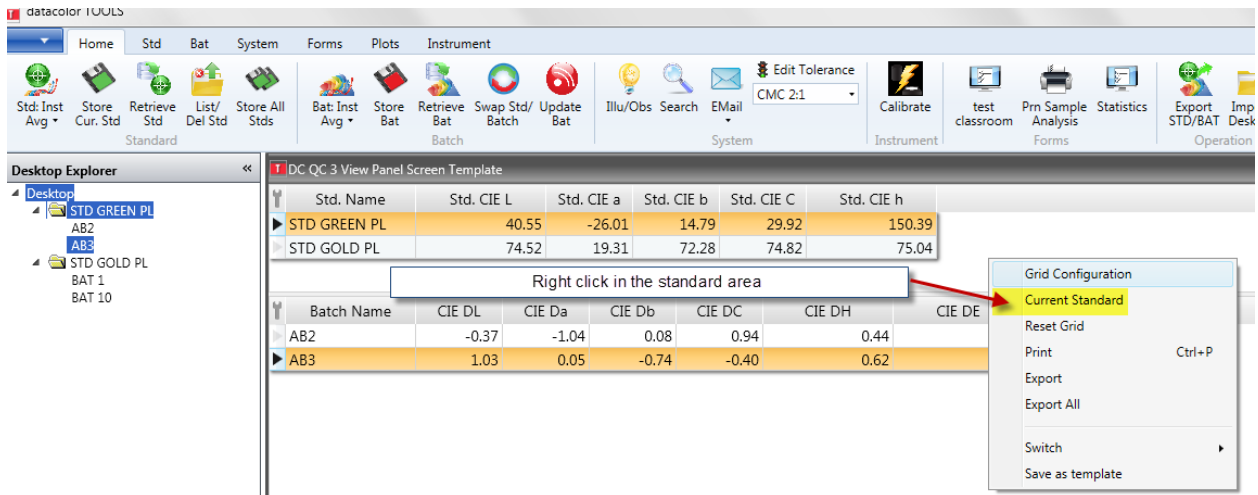 datacolor TOOLS
Home Std Bat System Forms Plots Instrument
Std: Inst Avg
Store Cur. Std
Retrieve Std
List/ Del Std
Store All Stds
Standard
Bat: Inst Avg
Store Bat
Retrieve Bat
Swap Std/ Batch
Update Bat
Batch
Illu/Obs
Search
EMail
Edit Tolerance
CMC 2:1
System
Calibrate
Instrument
test classroom
Prn Sample Analysis
Statistics
Forms
Export STD/BAT
Operation
Desktop Explorer «
Desktop
STD GREEN PL
AB2
AB3
STD GOLD PL
BAT 1
BAT 10
DC QC 3 View Panel Screen Template
Std. Name Std. CIE L Std. CIE a Std. CIE b Std. CIE C Std. CIE h
STD GREEN PL 40.55 -26.01 14.79 29.92 150.39
STD GOLD PL 74.52 19.31 72.28 74.82 75.04
Right click in the standard area
Batch Name CIE DL CIE Da CIE Db CIE DC CIE DH CIE DE
AB2 -0.37 -1.04 0.08 0.94 0.44
AB3 1.03 0.05 -0.74 -0.40 0.62
Grid Configuration
Current Standard
Reset Grid
Print Ctrl+P
Export
Export All
Switch
Save as template